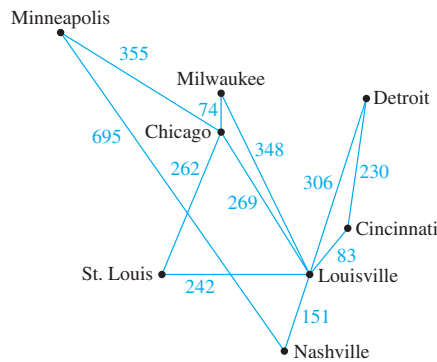 Minneapolis
355
Milwaukee
74
Detroit
695
Chicago
348
262
306
230
269
Cincinnati
83
St. Louis
Louisville
242
151
Nashville